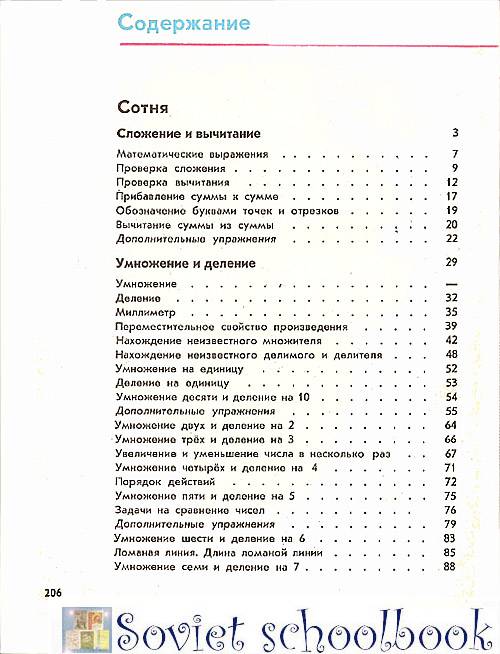 Содержание
Сотня
Сложение и вычитание 3
Математические выражения . . . . . . . . . . . 7
Проверка сложения . . . . . . . . . . . . . . 9
Проверка вычитания . . . . . . . . . . . . . 12
Прибавление суммы к сумме . . . . . . . . . . 17
Обозначение буквами точек и отрезков . . . . . . 19
Вычитание суммы из суммы . . . . . . . . . . 20
Дополнительные упражнения . . . . . . . . . . 22
Умножение и деление 29
Умножение . . . . . . . . . . . . . . . . —
Деление . . . . . . . . . . . . . . . . . 32
Миллиметр . . . . . . . . . . . . . . . . 35
Переместительное свойство произведения . . . . . 39
Нахождение неизвестного множителя . . . . . . . 42
Нахождение неизвестного делимого и делителя . . . 48
Умножение на единицу . . . . . . . . . . . . 52
Деление на единицу . . . . . . . . . . . . . 53
Умножение десяти и деление на 10 . . . . . . . . 54
Дополнительные упражнения . . . . . . . . . . 55
Умножение двух и деление на 2 . . . . . . . . . 64
Умножение трёх и деление на 3 . . . . . . . . . 66
Увеличение и уменьшение числа в несколько раз . . 67
Умножение четырёх и деление на 4 . . . . . . . . 71
Порядок действий . . . . . . . . . . . . . . 72
Умножение пяти и деление на 5 . . . . . . . . . 75
Задачи на сравнение чисел . . . . . . . . . . 76
Дополнительные упражнения . . . . . . . . . . 79
Умножение шести и деление на 6 . . . . . . . . 83
Ломаная линия. Длина ломаной линии . . . . . . . 85
Умножение семи и деление на 7 . . . . . . . . . 88
206
Soviet schoolbook